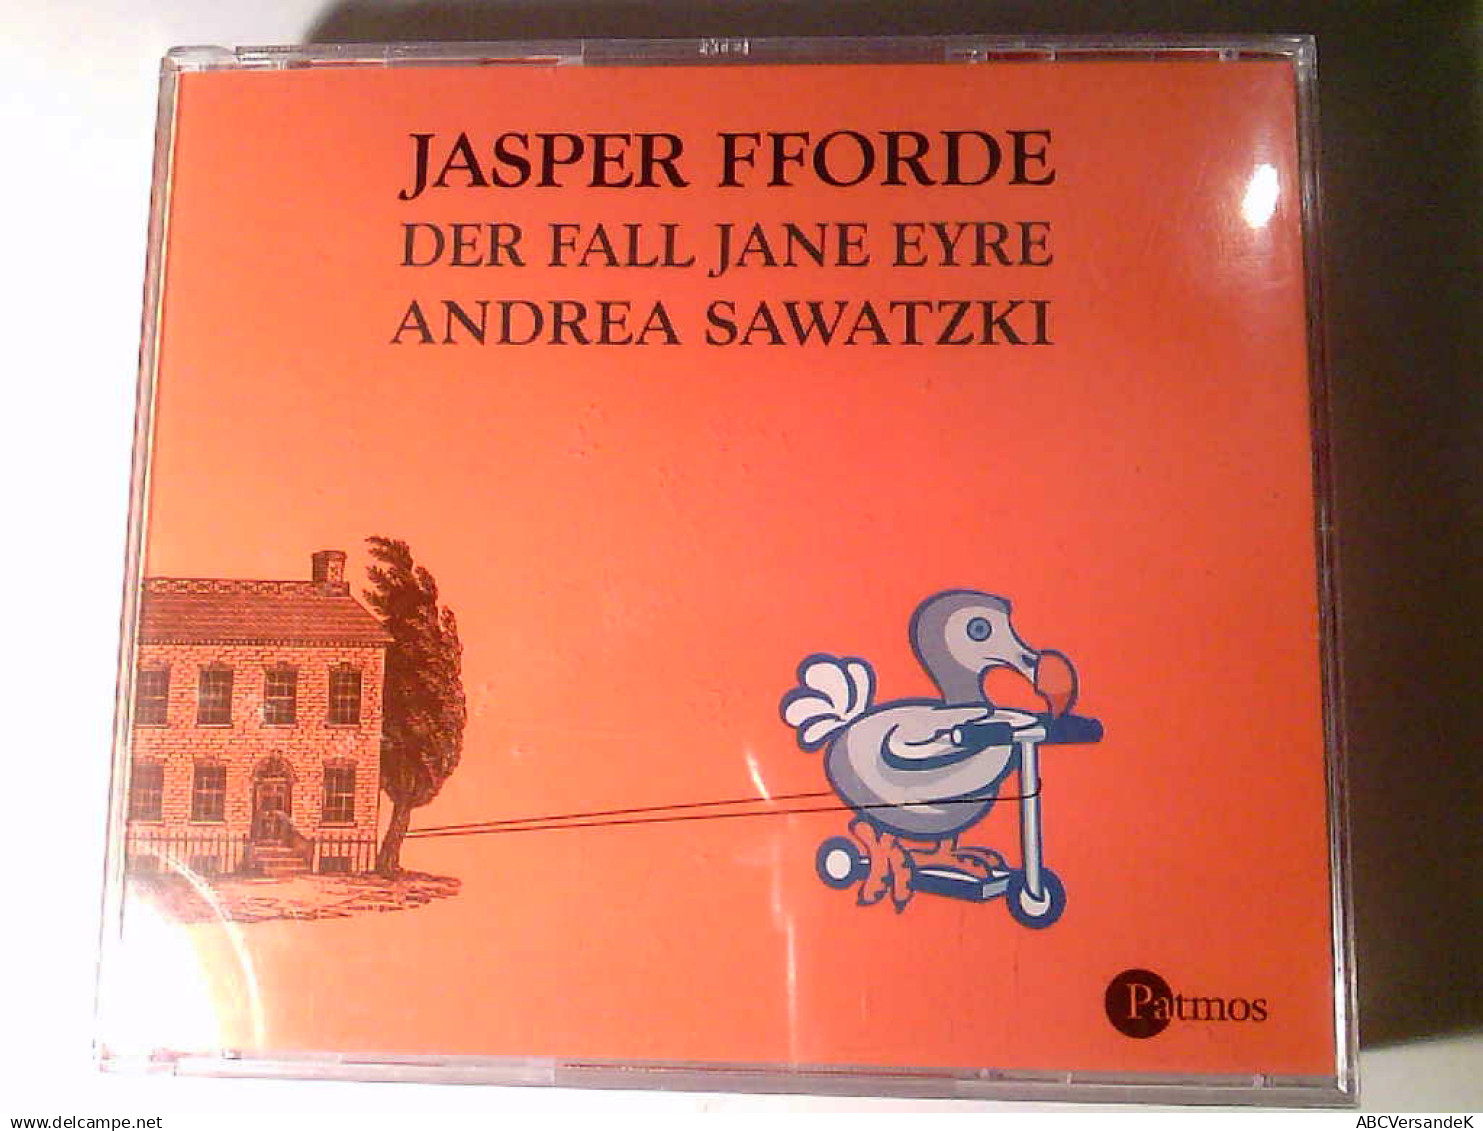 JASPER FFORDE
DER FALL JANE EYRE
ANDREA SAWATZKI
Patmos
www.delcampe.net
ABCVersandeK